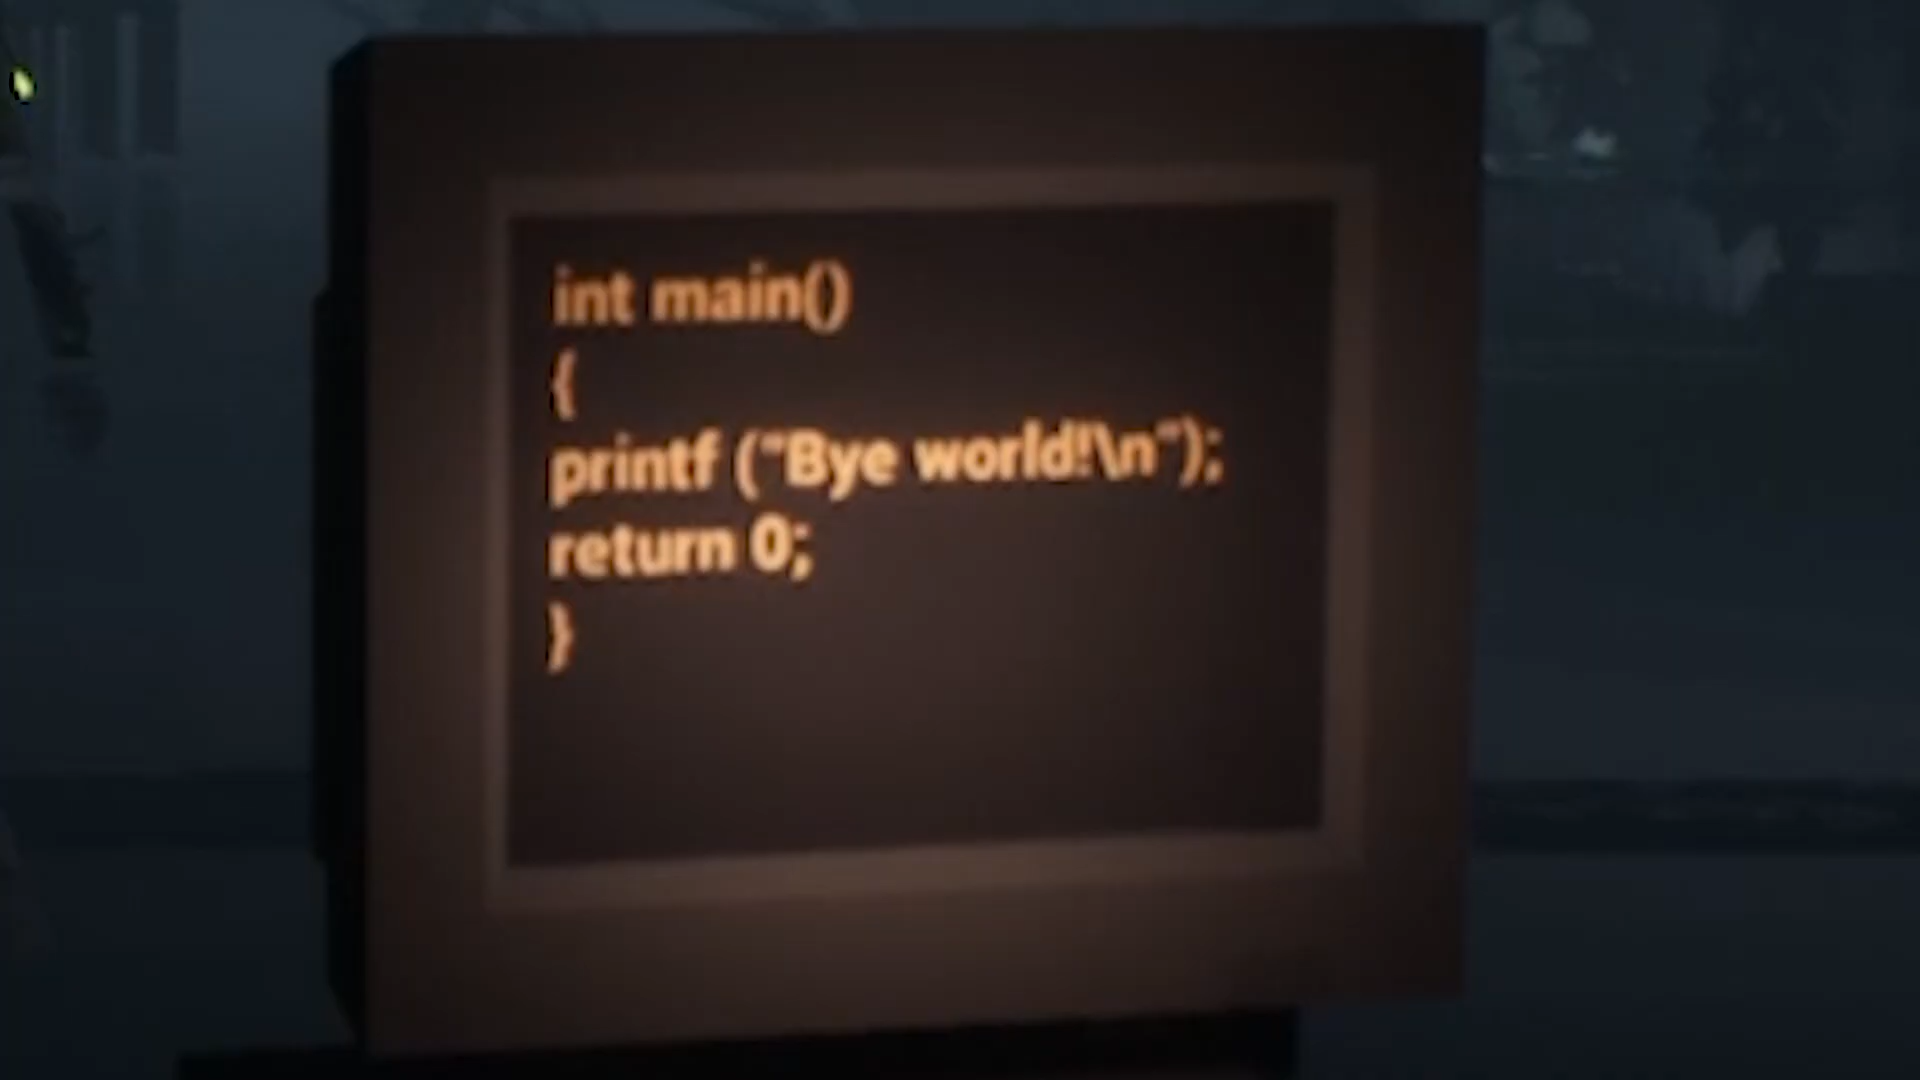 int main()
{
printf ("Bye world!\n");
return 0;
}